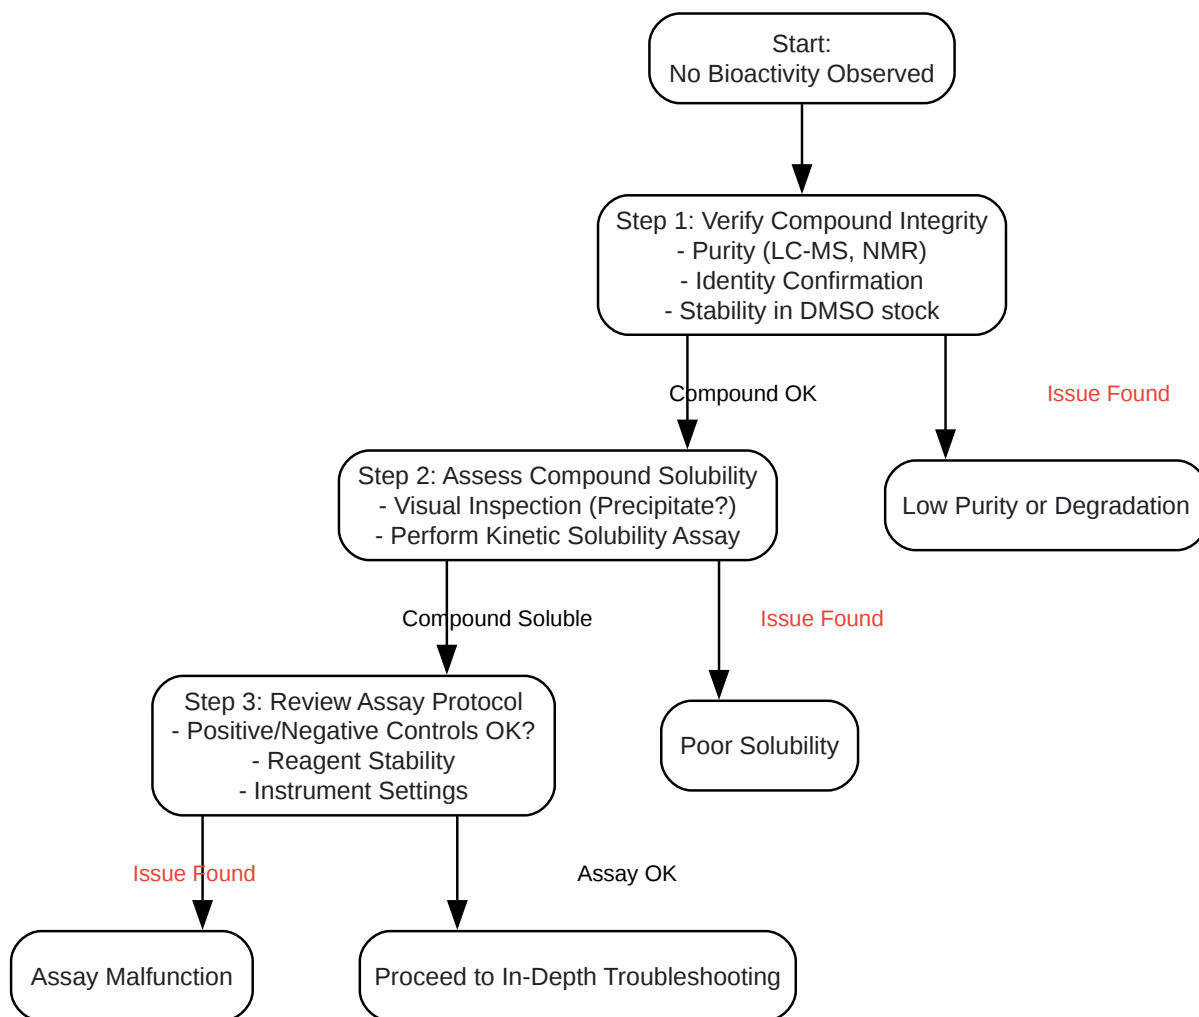 Start:
No Bioactivity Observed
Step 1: Verify Compound Integrity
- Purity (LC-MS, NMR)
- Identity Confirmation
- Stability in DMSO stock
Compound OK
Issue Found
Step 2: Assess Compound Solubility
- Visual Inspection (Precipitate?)
- Perform Kinetic Solubility Assay
Low Purity or Degradation
Compound Soluble
Issue Found
Step 3: Review Assay Protocol
- Positive/Negative Controls OK?
- Reagent Stability
- Instrument Settings
Poor Solubility
Issue Found
Assay OK
Assay Malfunction
Proceed to In-Depth Troubleshooting